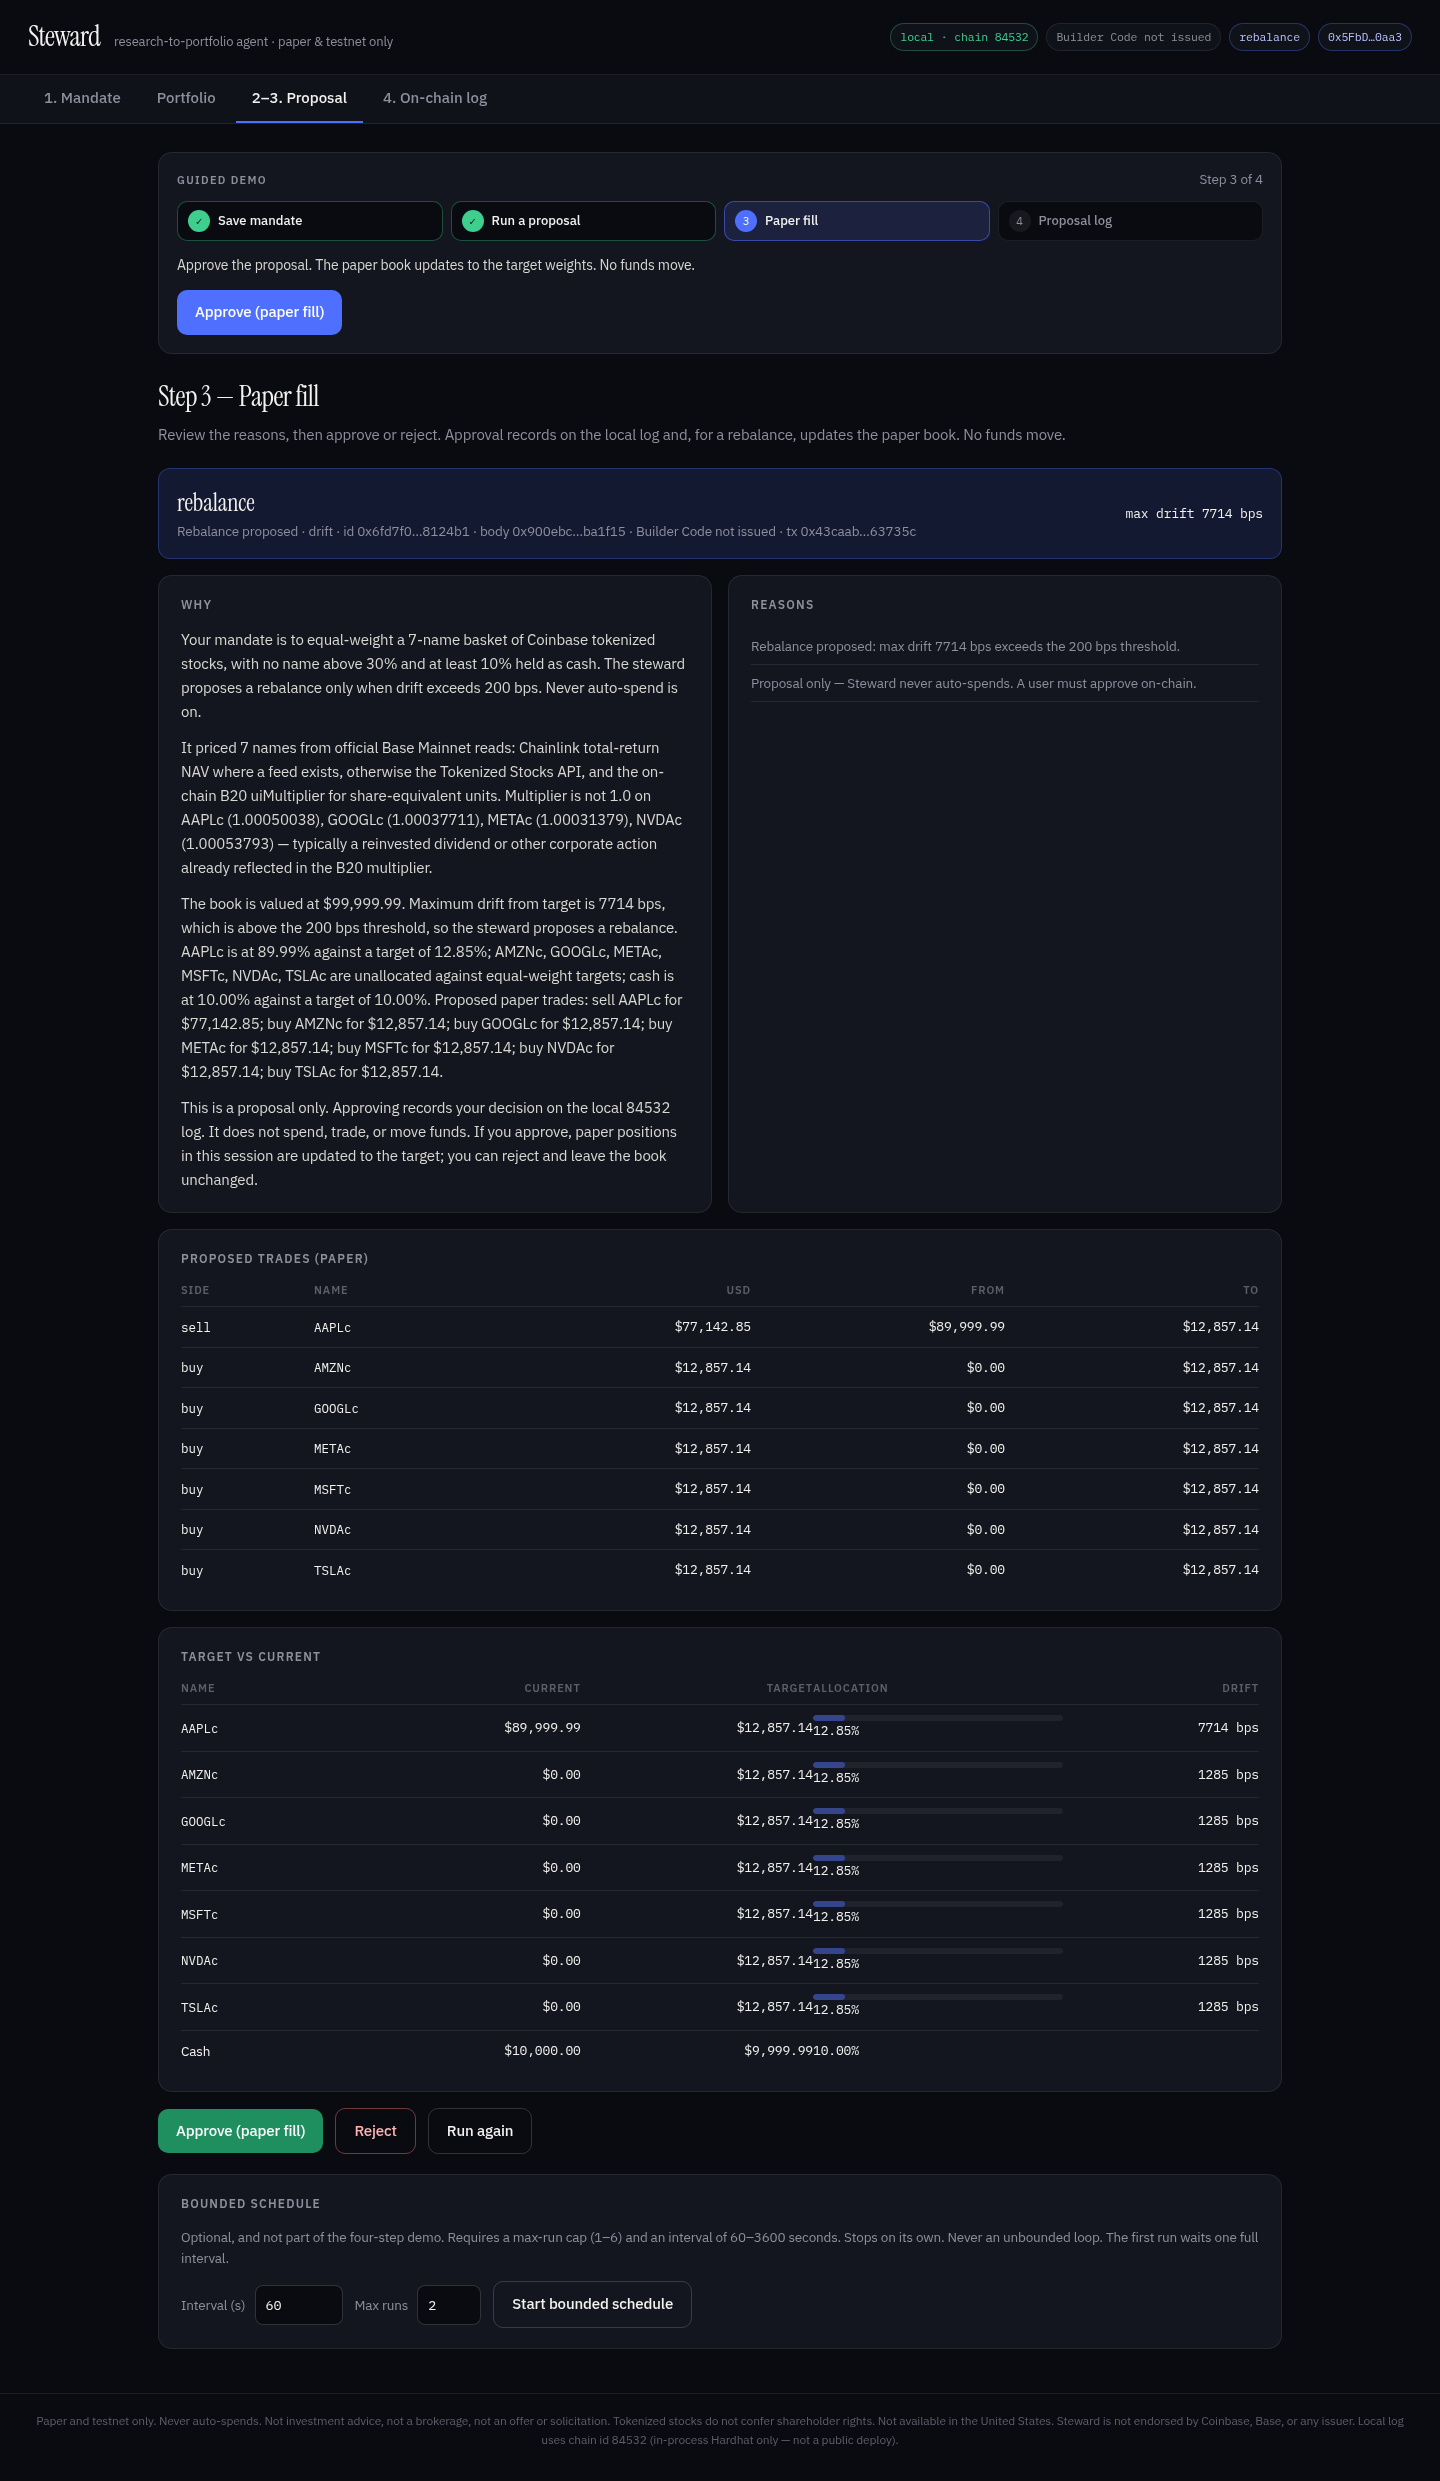 Steward research-to-portfolio agent · paper & testnet only
local · chain 84532
Builder Code not issued
rebalance
0x5FbD…0aa3
1. Mandate
Portfolio
2–3. Proposal
4. On-chain log
GUIDED DEMO
Step 3 of 4
✓ Save mandate
✓ Run a proposal
3 Paper fill
4 Proposal log
Approve the proposal. The paper book updates to the target weights. No funds move.
Approve (paper fill)
Step 3 — Paper fill
Review the reasons, then approve or reject. Approval records on the local log and, for a rebalance, updates the paper book. No funds move.
rebalance
Rebalance proposed · drift · id 0x6fd7f0…8124b1 · body 0x900ebc…ba1f15 · Builder Code not issued · tx 0x43caab…63735c
max drift 7714 bps
WHY
Your mandate is to equal-weight a 7-name basket of Coinbase tokenized
stocks, with no name above 30% and at least 10% held as cash. The steward
proposes a rebalance only when drift exceeds 200 bps. Never auto-spend is
on.
It priced 7 names from official Base Mainnet reads: Chainlink total-return
NAV where a feed exists, otherwise the Tokenized Stocks API, and the on-
chain B20 uiMultiplier for share-equivalent units. Multiplier is not 1.0 on
AAPLc (1.00050038), GOOGLc (1.00037711), METAc (1.00031379), NVDAc
(1.00053793) — typically a reinvested dividend or other corporate action
already reflected in the B20 multiplier.
The book is valued at $99,999.99. Maximum drift from target is 7714 bps,
which is above the 200 bps threshold, so the steward proposes a rebalance.
AAPLc is at 89.99% against a target of 12.85%; AMZNc, GOOGLc, METAc,
MSFTc, NVDAc, TSLAc are unallocated against equal-weight targets; cash is
at 10.00% against a target of 10.00%. Proposed paper trades: sell AAPLc for
$77,142.85; buy AMZNc for $12,857.14; buy GOOGLc for $12,857.14; buy
METAc for $12,857.14; buy MSFTc for $12,857.14; buy NVDAc for
$12,857.14; buy TSLAc for $12,857.14.
This is a proposal only. Approving records your decision on the local 84532
log. It does not spend, trade, or move funds. If you approve, paper positions
in this session are updated to the target; you can reject and leave the book
unchanged.
REASONS
Rebalance proposed: max drift 7714 bps exceeds the 200 bps threshold.
Proposal only — Steward never auto-spends. A user must approve on-chain.
PROPOSED TRADES (PAPER)
SIDE NAME USD FROM TO
sell AAPLc $77,142.85 $89,999.99 $12,857.14
buy AMZNc $12,857.14 $0.00 $12,857.14
buy GOOGLc $12,857.14 $0.00 $12,857.14
buy METAc $12,857.14 $0.00 $12,857.14
buy MSFTc $12,857.14 $0.00 $12,857.14
buy NVDAc $12,857.14 $0.00 $12,857.14
buy TSLAc $12,857.14 $0.00 $12,857.14
TARGET VS CURRENT
NAME CURRENT TARGET ALLOCATION DRIFT
AAPLc $89,999.99 $12,857.14 12.85% 7714 bps
AMZNc $0.00 $12,857.14 12.85% 1285 bps
GOOGLc $0.00 $12,857.14 12.85% 1285 bps
METAc $0.00 $12,857.14 12.85% 1285 bps
MSFTc $0.00 $12,857.14 12.85% 1285 bps
NVDAc $0.00 $12,857.14 12.85% 1285 bps
TSLAc $0.00 $12,857.14 12.85% 1285 bps
Cash $10,000.00 $9,999.99 10.00%
Approve (paper fill)
Reject
Run again
BOUNDED SCHEDULE
Optional, and not part of the four-step demo. Requires a max-run cap (1–6) and an interval of 60–3600 seconds. Stops on its own. Never an unbounded loop. The first run waits one full
interval.
Interval (s) 60 Max runs 2 Start bounded schedule
Paper and testnet only. Never auto-spends. Not investment advice, not a brokerage, not an offer or solicitation. Tokenized stocks do not confer shareholder rights. Not available in the United States. Steward is not endorsed by Coinbase, Base, or any issuer. Local log
uses chain id 84532 (in-process Hardhat only — not a public deploy).